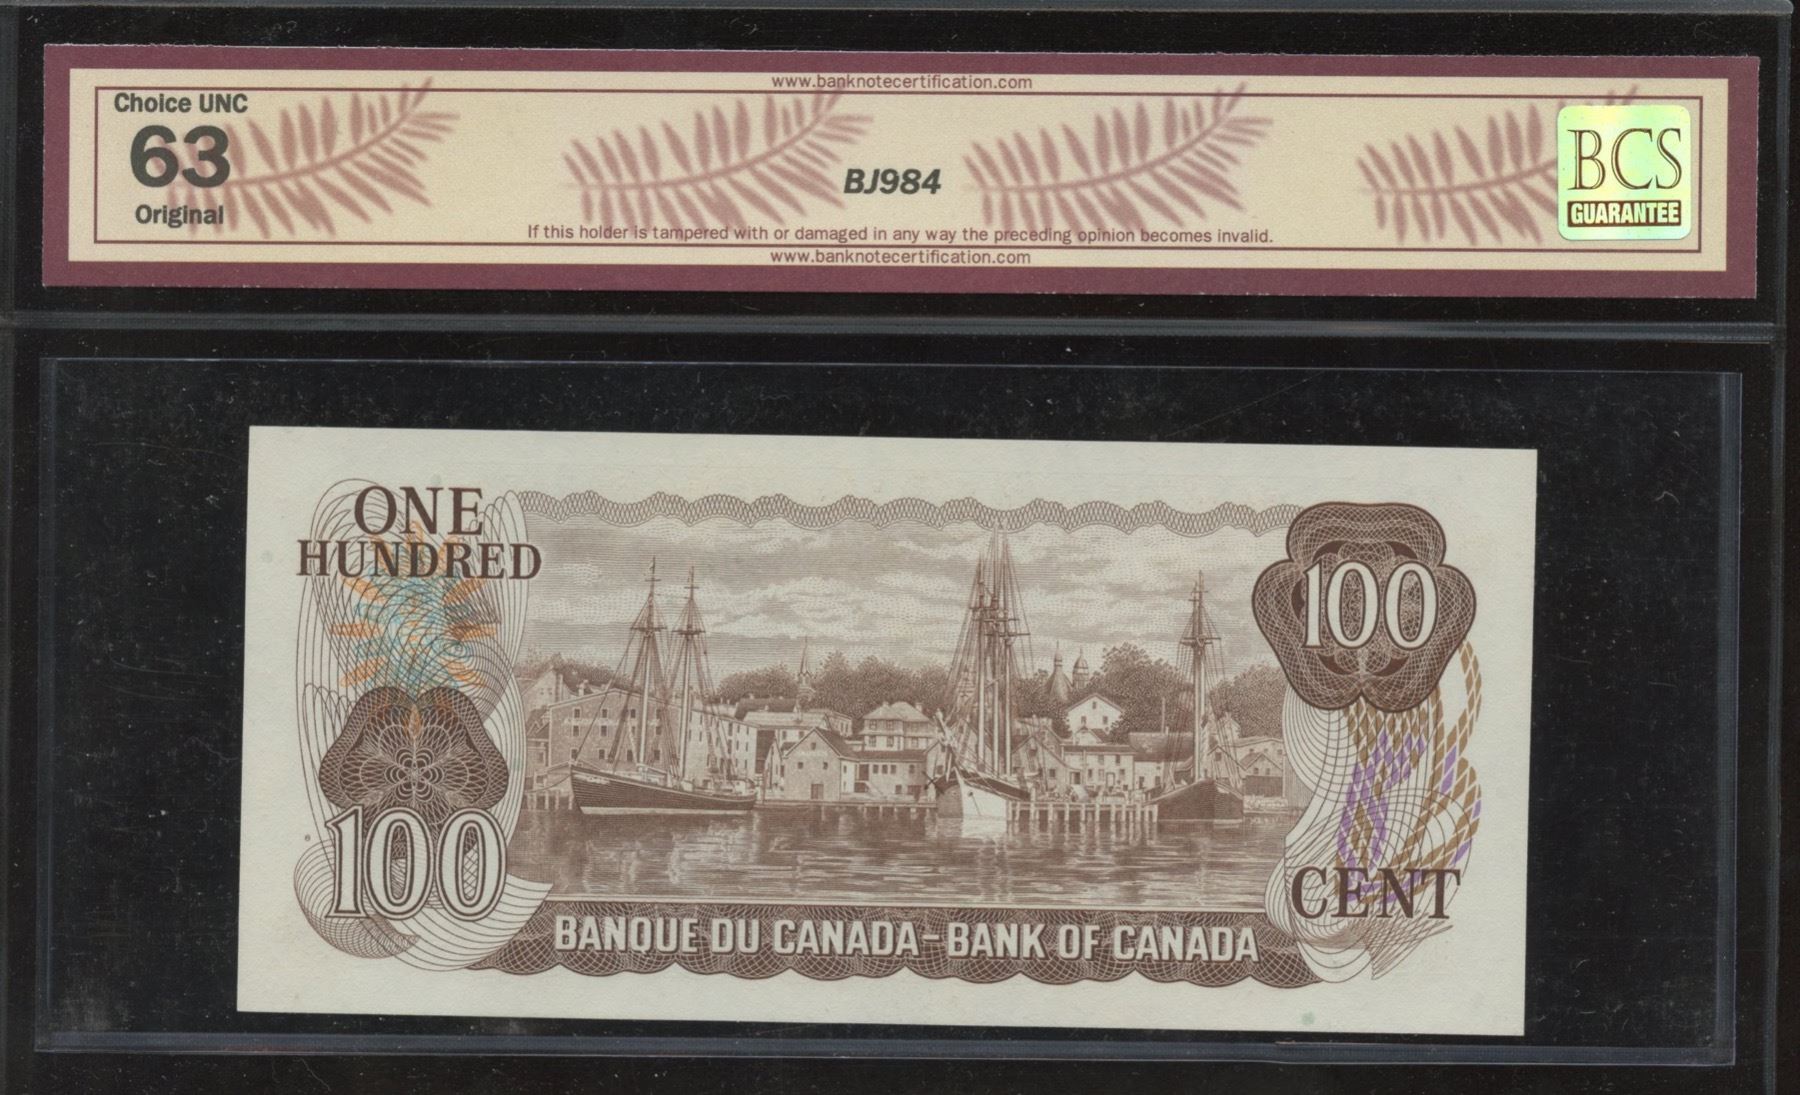 www.banknotecertification.com
Choice UNC
63
Original
BJ984
BCS
GUARANTEE
If this holder is tampered with or damaged in any way the preceding opinion becomes invalid.
www.banknotecertification.com
ONE
HUNDRED
100
100
CENT
BANQUE DU CANADA-BANK OF CANADA